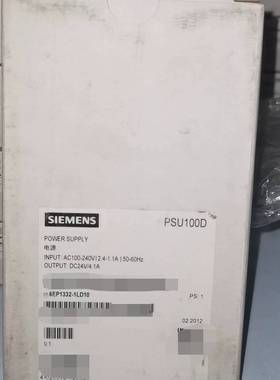 SIEMENS
PSU100D
POWER SUPPLY
电源
INPUT: AC100-240V | 2.4-1.1A | 50-60Hz
OUTPUT: DC24V/4.1A
6EP1332-1LD10
PS: 1
02.2012